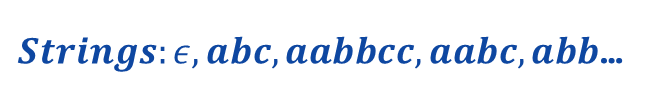 Strings: ϵ, abc, aabbcc, aabc, abb...